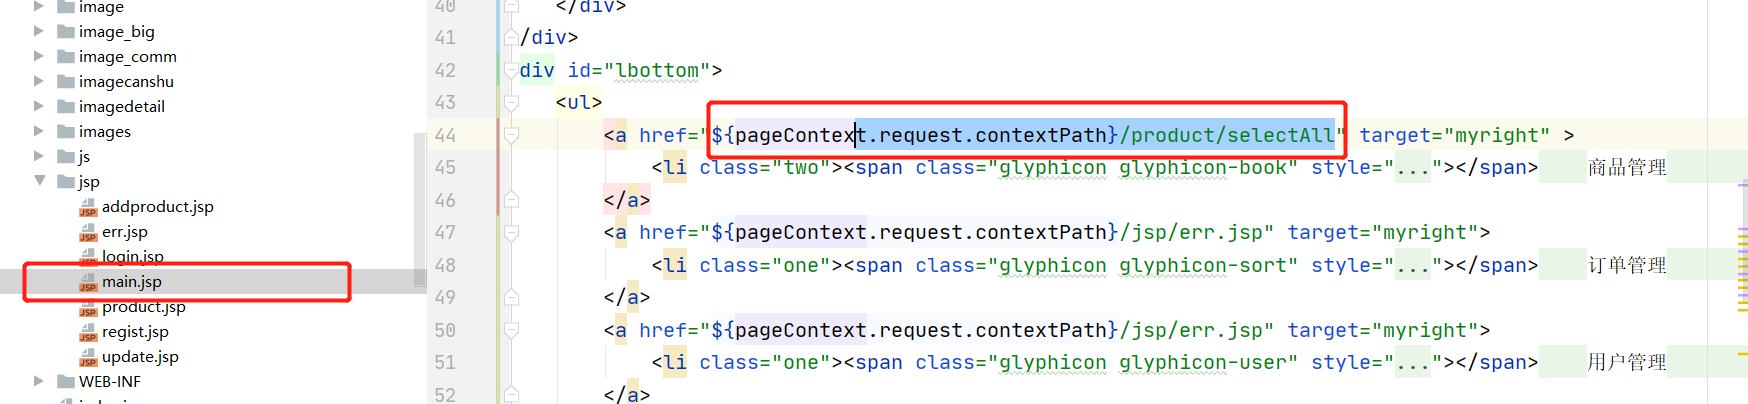 image
image_big
image_comm
imagecanshu
imagedetail
images
js
jsp
addproduct.jsp
err.jsp
login.jsp
main.jsp
product.jsp
regist.jsp
update.jsp
WEB-INF
40 </div>
41 /div>
42 div id="lbottom">
43 <ul>
44 <a href="${pageContext.request.contextPath}/product/selectAll" target="myright" >
45 <li class="two"><span class="glyphicon glyphicon-book" style="..."></span> 商品管理
46 </a>
47 <a href="${pageContext.request.contextPath}/jsp/err.jsp" target="myright">
48 <li class="one"><span class="glyphicon glyphicon-sort" style="..."></span> 订单管理
49 </a>
50 <a href="${pageContext.request.contextPath}/jsp/err.jsp" target="myright">
51 <li class="one"><span class="glyphicon glyphicon-user" style="..."></span> 用户管理
52 </a>